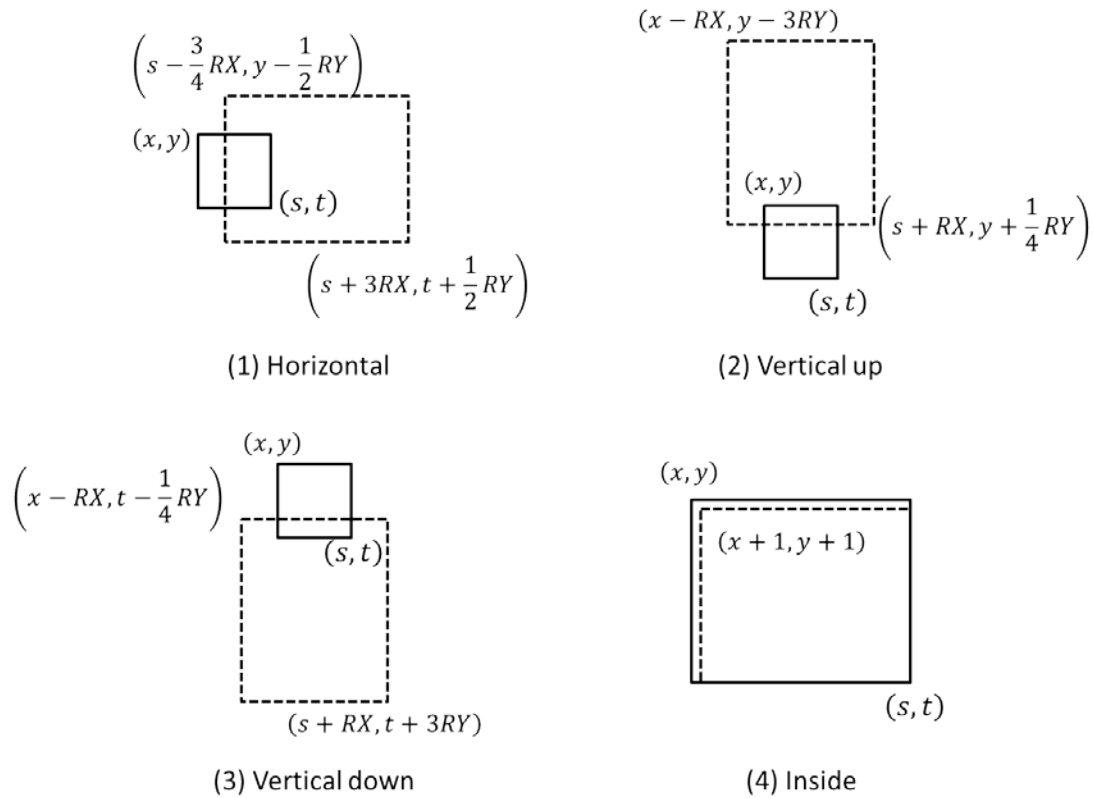 (s − 3/4 RX, y − 1/2 RY)
(x, y)
(s, t)
(s + 3RX, t + 1/2 RY)
(1) Horizontal
(x − RX, y − 3RY)
(x, y)
(s + RX, y + 1/4 RY)
(s, t)
(2) Vertical up
(x, y)
(x − RX, t − 1/4 RY)
(s, t)
(s + RX, t + 3RY)
(3) Vertical down
(x, y)
(x + 1, y + 1)
(s, t)
(4) Inside